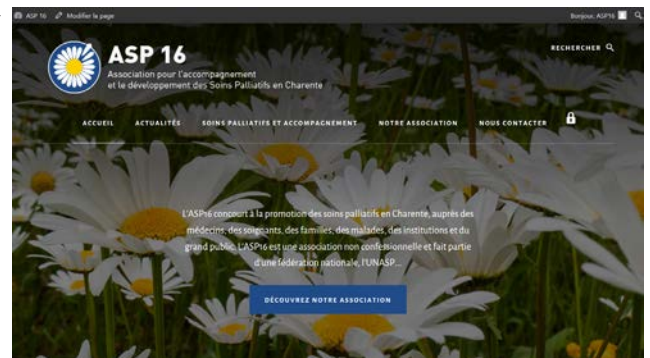 ASP 16 Modifier la page
Bonjour, ASP16
ASP 16
Association pour l'accompagnement
et le développement des Soins Palliatifs en Charente
RECHERCHER
ACCUEIL ACTUALITÉS SOINS PALLIATIFS ET ACCOMPAGNEMENT NOTRE ASSOCIATION NOUS CONTACTER
L'ASP16 concourt à la promotion des soins palliatifs en Charente, auprès des
médecins, des soignants, des familles, des malades, des institutions et du
grand public. L'ASP16 est une association non confessionnelle et fait partie
d'une fédération nationale, l'UNASP...
DÉCOUVREZ NOTRE ASSOCIATION